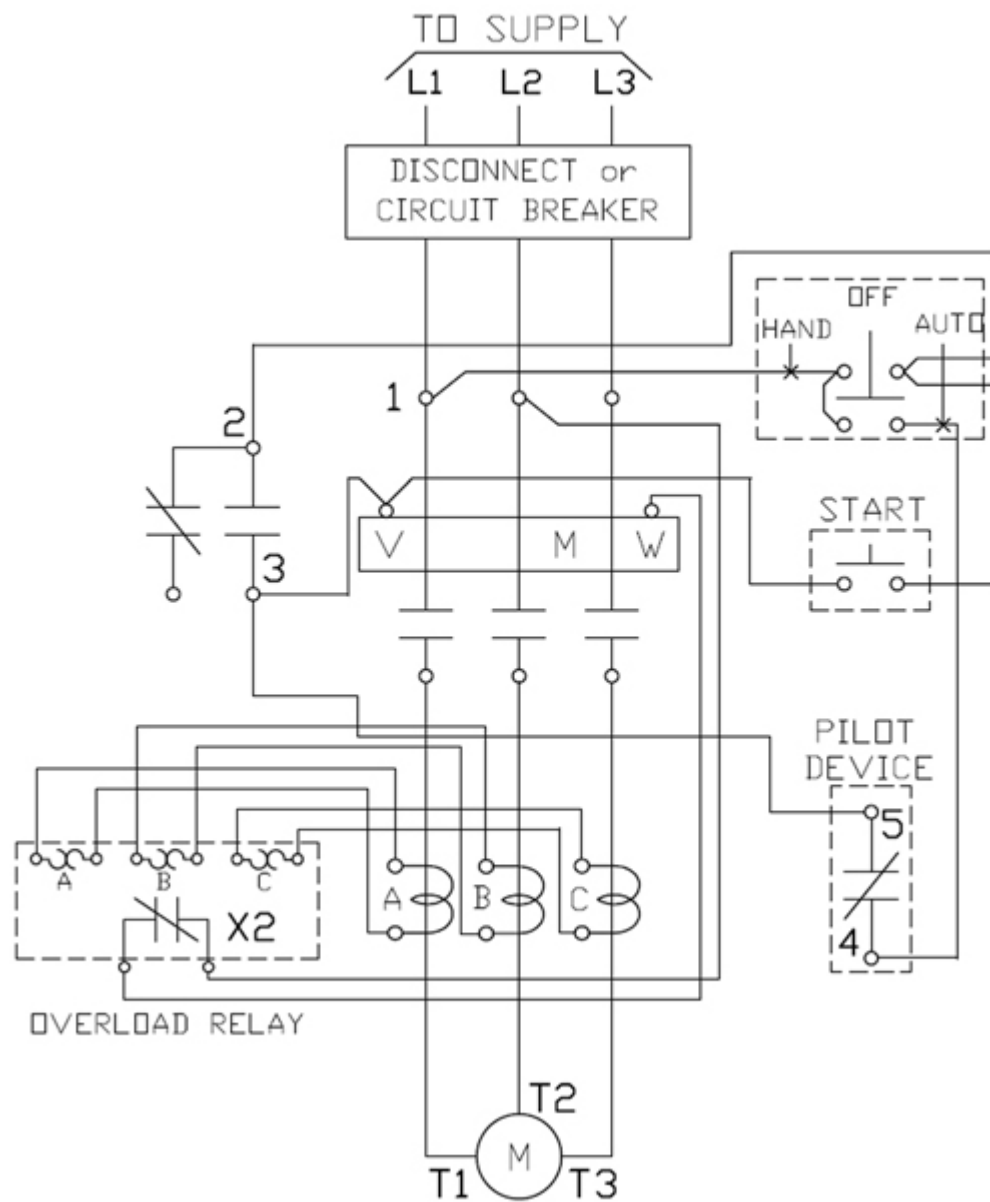 TO SUPPLY
L1 L2 L3
DISCONNECT or
CIRCUIT BREAKER
OFF
HAND AUTO
1
2
START
V M W
3
PILOT
DEVICE
5
A B C
A B C
X2
4
OVERLOAD RELAY
T2
M
T1 T3